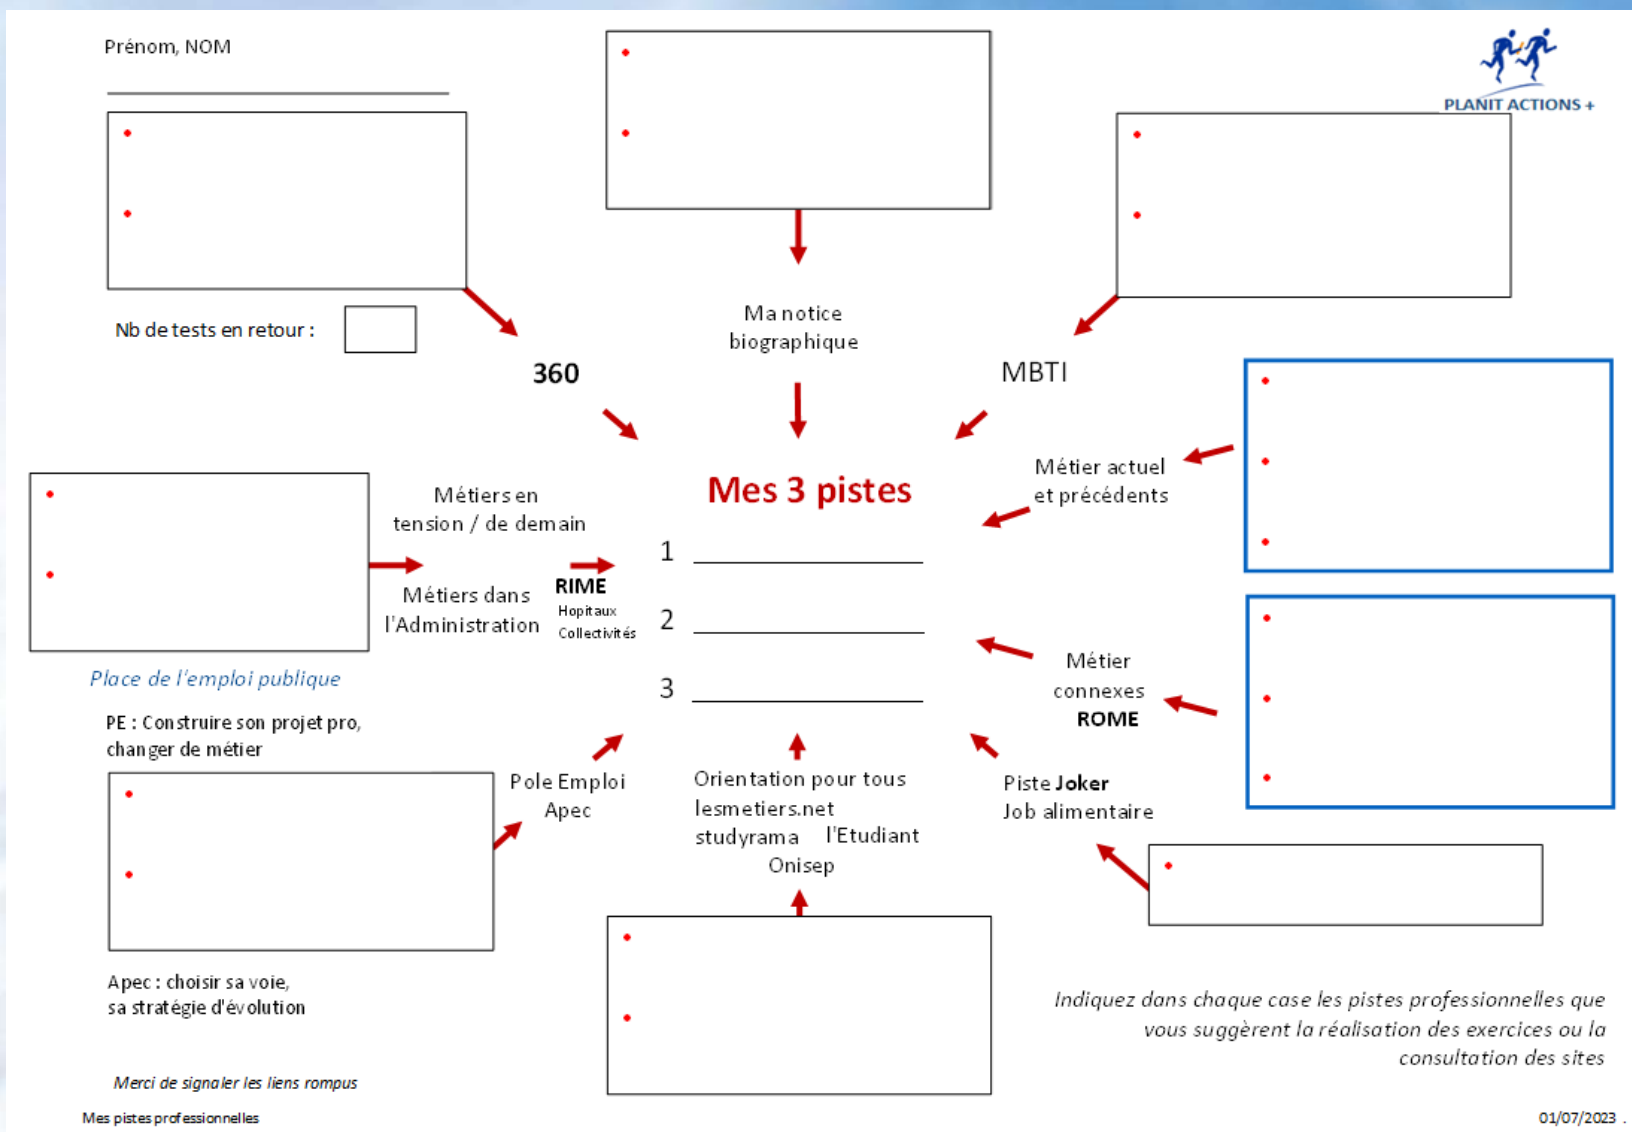 Prénom, NOM
PLANIT ACTIONS +
Nb de tests en retour :
Ma notice
biographique
360
MBTI
Métier actuel
et précédents
Mes 3 pistes
Métiers en
tension / de demain
1
RIME
Métiers dans
l'Administration
Hopitaux
Collectivités
2
Place de l'emploi publique
3
Métier
connexes
ROME
PE : Construire son projet pro,
changer de métier
Pole Emploi
Apec
Orientation pour tous
lesmetiers.net
studyrama l'Etudiant
Onisep
Piste Joker
Job alimentaire
Apec : choisir sa voie,
sa stratégie d'évolution
Indiquez dans chaque case les pistes professionnelles que
vous suggèrent la réalisation des exercices ou la
consultation des sites
Merci de signaler les liens rompus
Mes pistes professionnelles
01/07/2023 .